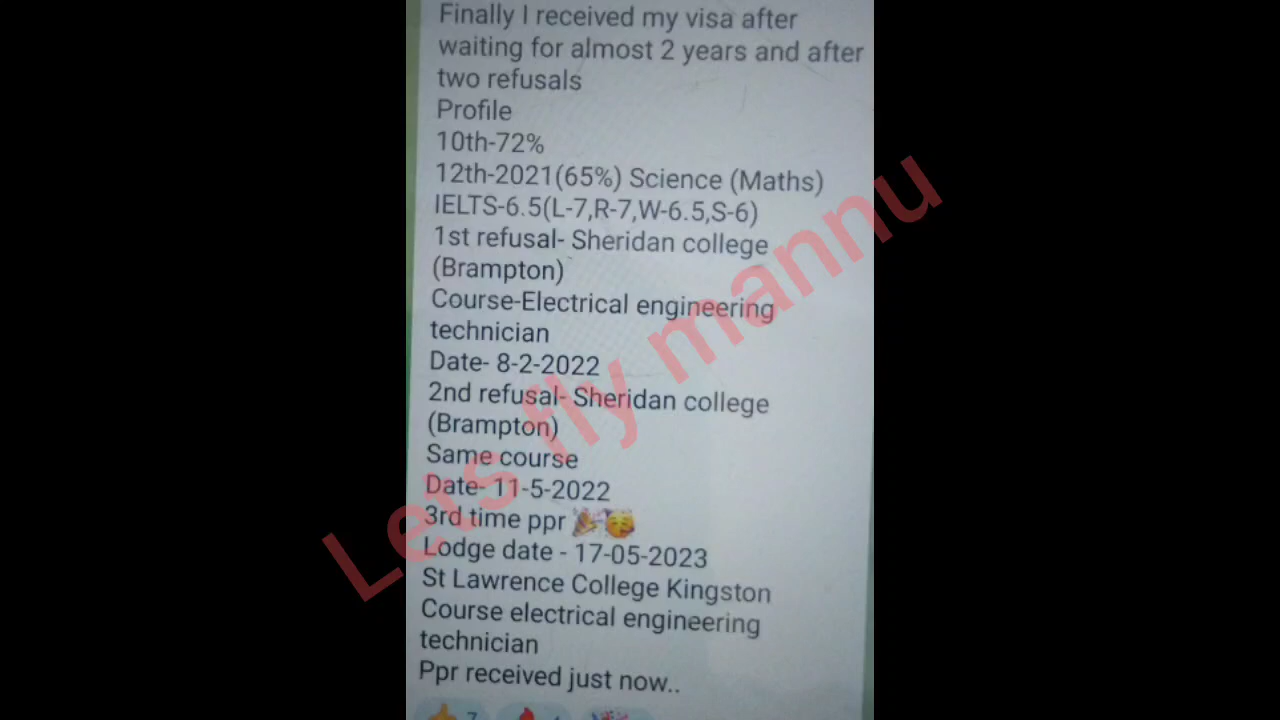 Finally I received my visa after
waiting for almost 2 years and after
two refusals
Profile
10th-72%
12th-2021(65%) Science (Maths)
IELTS-6.5(L-7,R-7,W-6.5,S-6)
1st refusal- Sheridan college
(Brampton)
Course-Electrical engineering
technician
Date- 8-2-2022
2nd refusal- Sheridan college
(Brampton)
Same course
Date- 11-5-2022
3rd time ppr 🎉🥳
Lodge date - 17-05-2023
St Lawrence College Kingston
Course electrical engineering
technician
Ppr received just now..
7
Lets fly mannu